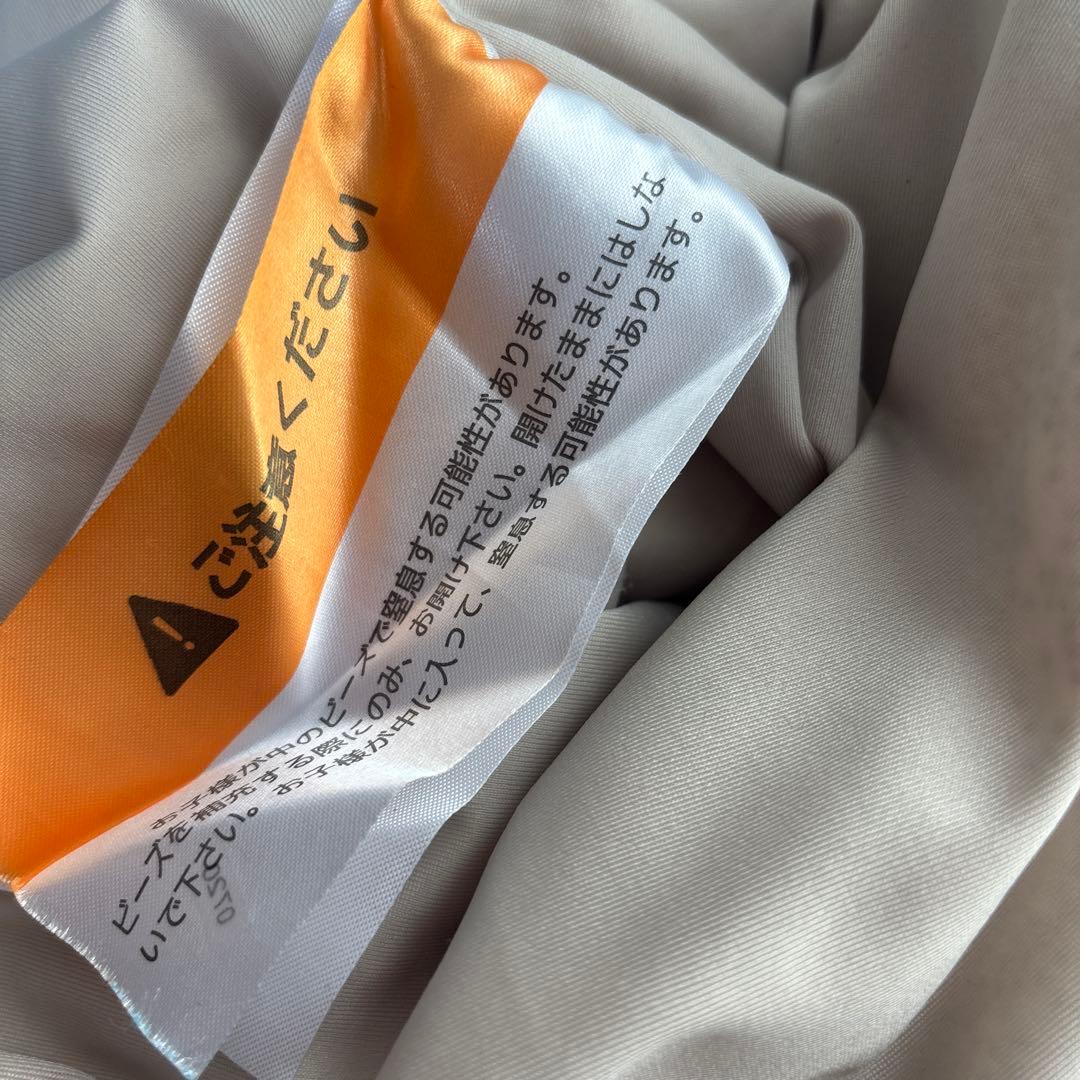 ご注意ください
お子様が中のビーズで窒息する可能性があります。
ビーズを補充する際にのみ、お開け下さい。開けたままにはしな
いで下さい。お子様が中に入って、窒息する可能性があります。